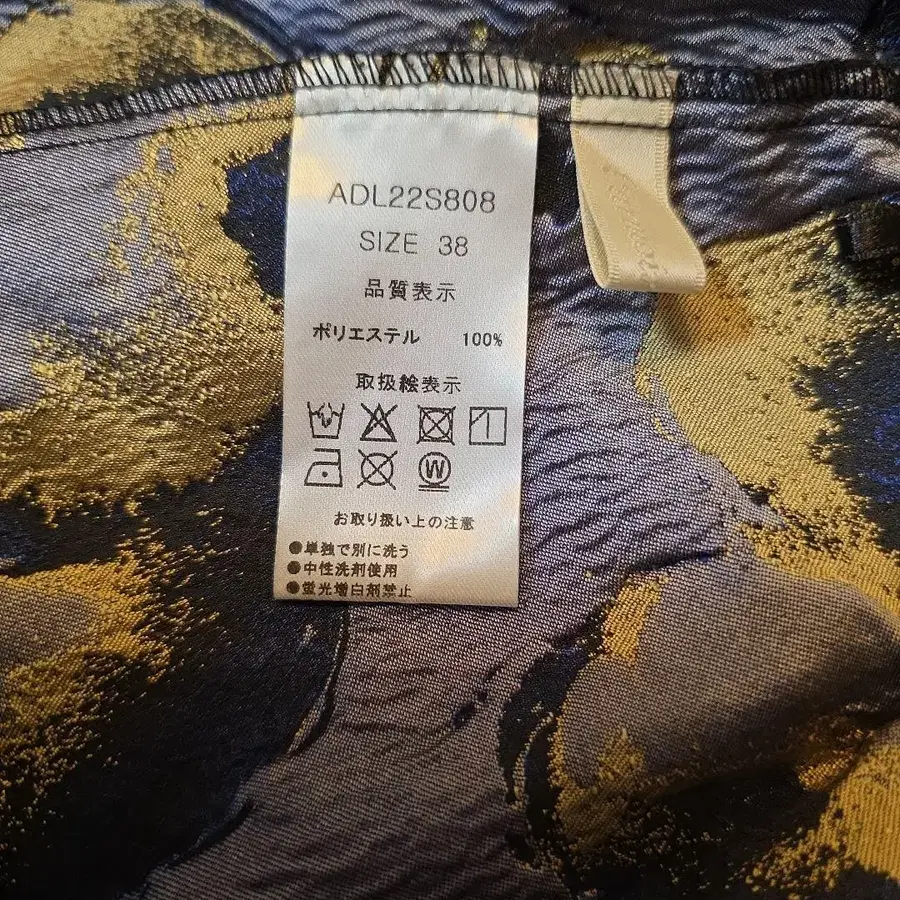 ADL22S808
SIZE 38
品質表示
ポリエステル 100%
取扱絵表示
W
お取り扱い上の注意
●単独で別に洗う
●中性洗剤使用
●蛍光増白剤禁止